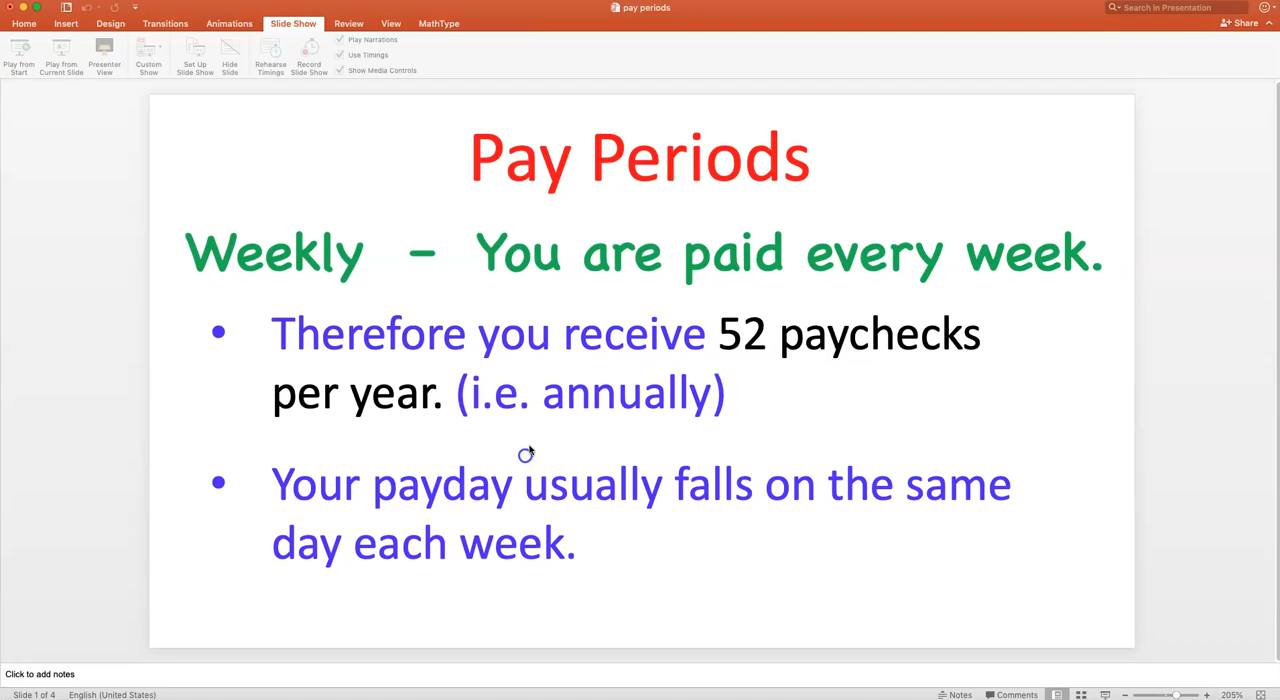 pay periods
Search in Presentation
Home Insert Design Transitions Animations Slide Show Review View MathType
Share
Play from Start
Play from Current Slide
Presenter View
Custom Show
Set Up Slide Show
Hide Slide
Rehearse Timings
Record Slide Show
Play Narrations
Use Timings
Show Media Controls
Pay Periods
Weekly – You are paid every week.
• Therefore you receive 52 paychecks
per year. (i.e. annually)
• Your payday usually falls on the same
day each week.
Click to add notes
Slide 1 of 4 English (United States) Notes Comments 205%